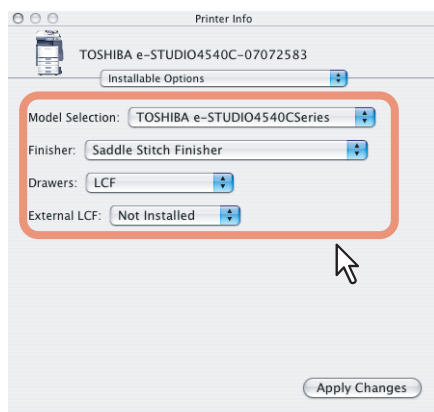 Printer Info
TOSHIBA e-STUDIO4540C-07072583
Installable Options
Model Selection: TOSHIBA e-STUDIO4540CSeries
Finisher: Saddle Stitch Finisher
Drawers: LCF
External LCF: Not Installed
Apply Changes